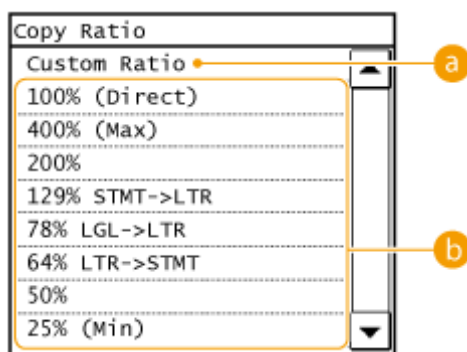 Copy Ratio
Custom Ratio
a
100% (Direct)
400% (Max)
200%
129% STMT->LTR
78% LGL->LTR
b
64% LTR->STMT
50%
25% (Min)